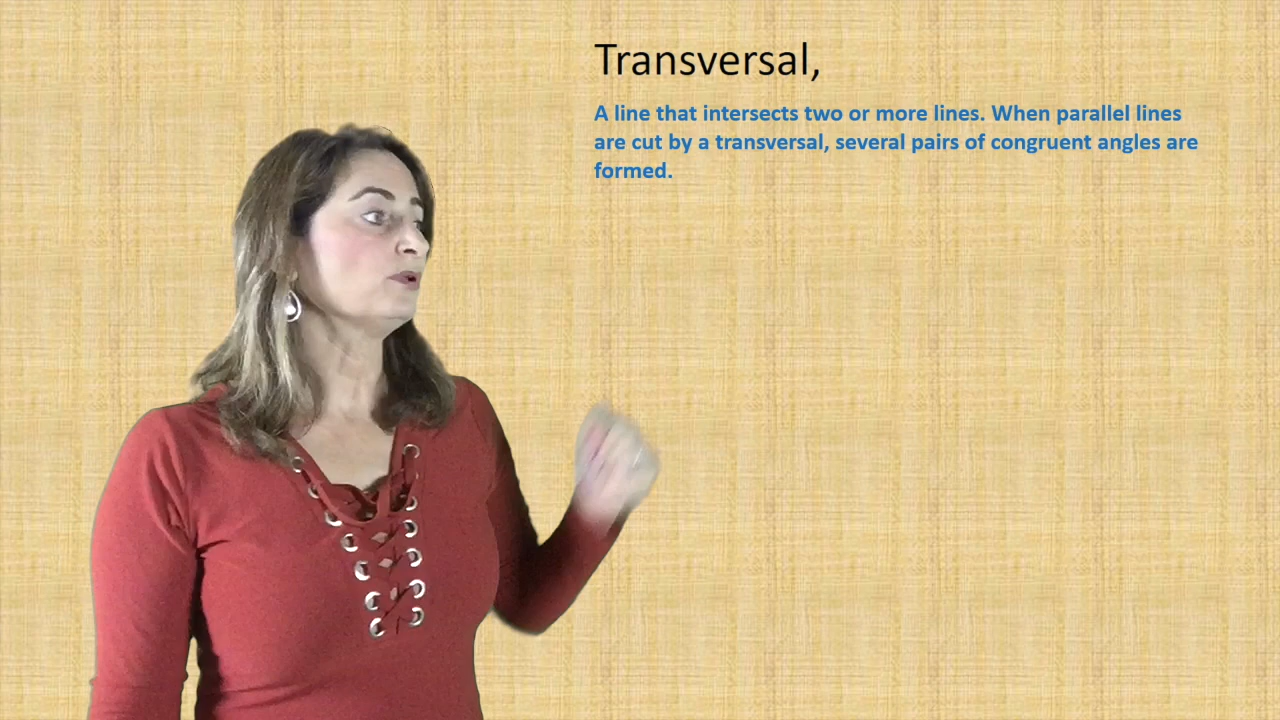 Transversal,
A line that intersects two or more lines. When parallel lines
are cut by a transversal, several pairs of congruent angles are
formed.